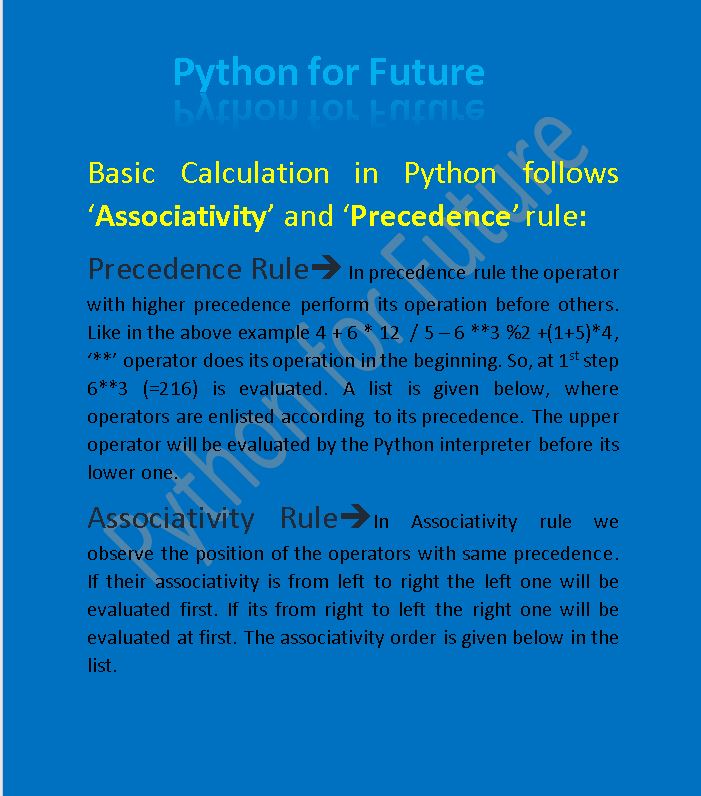 Python for Future
Basic Calculation in Python follows
‘Associativity’ and ‘Precedence’ rule:
Precedence Rule➔ In precedence rule the operator
with higher precedence perform its operation before others.
Like in the above example 4 + 6 * 12 / 5 – 6 **3 %2 +(1+5)*4,
‘**’ operator does its operation in the beginning. So, at 1st step
6**3 (=216) is evaluated. A list is given below, where
operators are enlisted according to its precedence. The upper
operator will be evaluated by the Python interpreter before its
lower one.
Associativity Rule➔In Associativity rule we
observe the position of the operators with same precedence.
If their associativity is from left to right the left one will be
evaluated first. If its from right to left the right one will be
evaluated at first. The associativity order is given below in the
list.
Python for Future